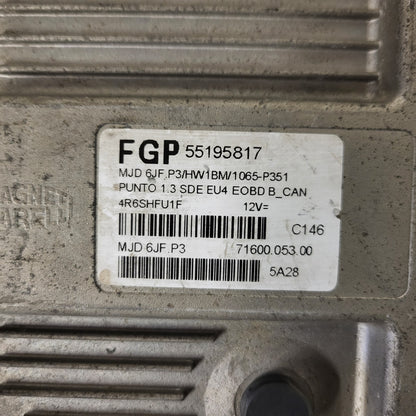 FGP 55195817
MJD 6JF.P3/HW1BM/1065-P351
PUNTO 1.3 SDE EU4 EOBD B_CAN
4R6SHFU1F 12V=
C146
MJD 6JF.P3 71600.053.00
5A28